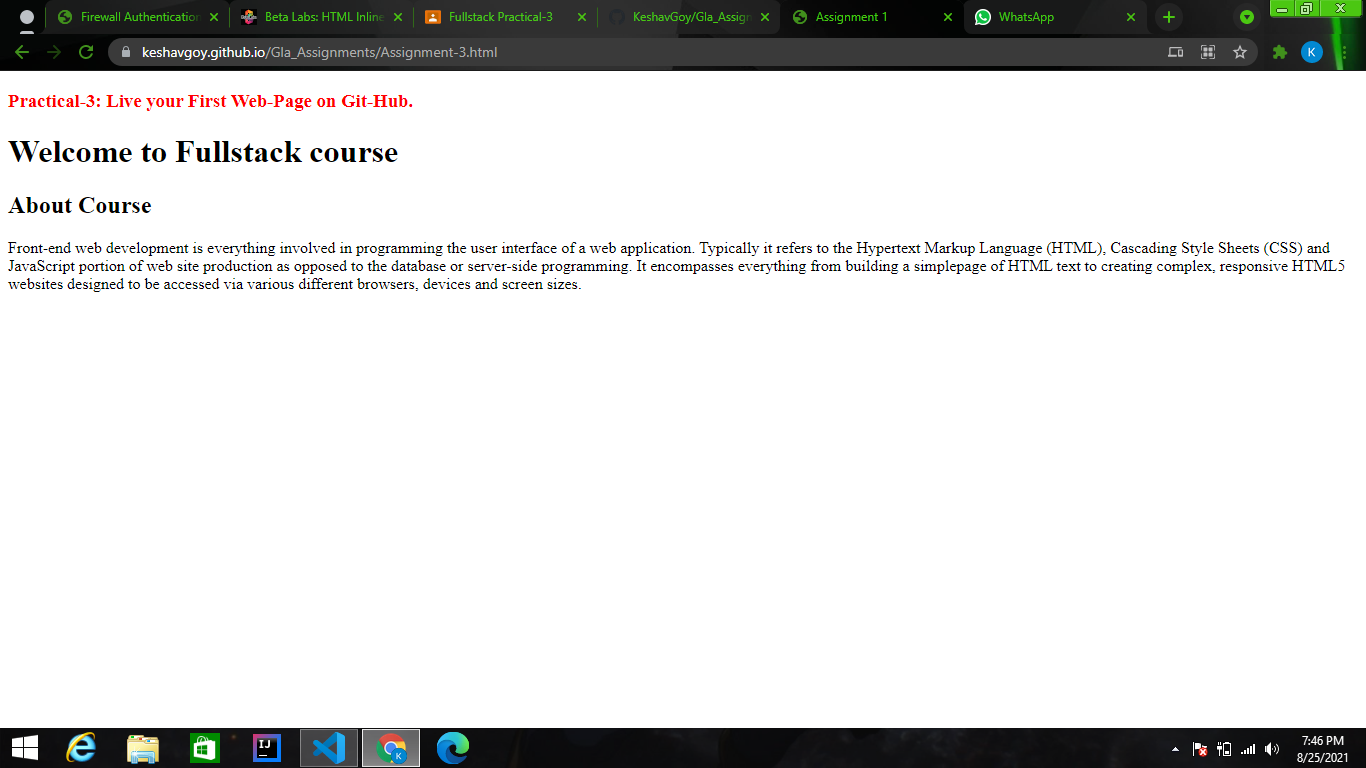 Firewall Authentication
Beta Labs: HTML Inline
Fullstack Practical-3
KeshavGoy/Gla_Assign
Assignment 1
WhatsApp
keshavgoy.github.io/Gla_Assignments/Assignment-3.html
K
Practical-3: Live your First Web-Page on Git-Hub.
Welcome to Fullstack course
About Course
Front-end web development is everything involved in programming the user interface of a web application. Typically it refers to the Hypertext Markup Language (HTML), Cascading Style Sheets (CSS) and
JavaScript portion of web site production as opposed to the database or server-side programming. It encompasses everything from building a simplepage of HTML text to creating complex, responsive HTML5
websites designed to be accessed via various different browsers, devices and screen sizes.
IJ
K
7:46 PM
8/25/2021